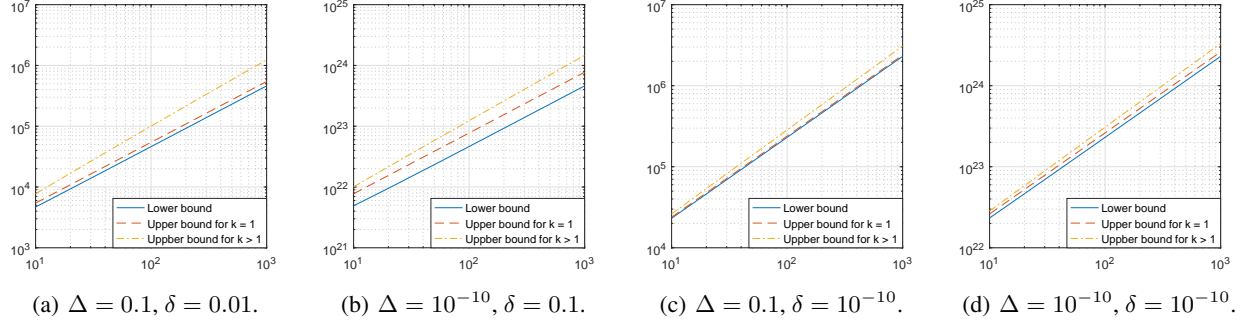 10^7
10^6
10^5
10^4
10^3
10^1
10^2
10^3
Lower bound
Upper bound for k = 1
Uppber bound for k > 1
(a) Δ = 0.1, δ = 0.01.
10^25
10^24
10^23
10^22
10^21
10^1
10^2
10^3
Lower bound
Upper bound for k = 1
Uppber bound for k > 1
(b) Δ = 10^−10, δ = 0.1.
10^7
10^6
10^5
10^4
10^1
10^2
10^3
Lower bound
Upper bound for k = 1
Uppber bound for k > 1
(c) Δ = 0.1, δ = 10^−10.
10^25
10^24
10^23
10^22
10^1
10^2
10^3
Lower bound
Upper bound for k = 1
Uppber bound for k > 1
(d) Δ = 10^−10, δ = 10^−10.